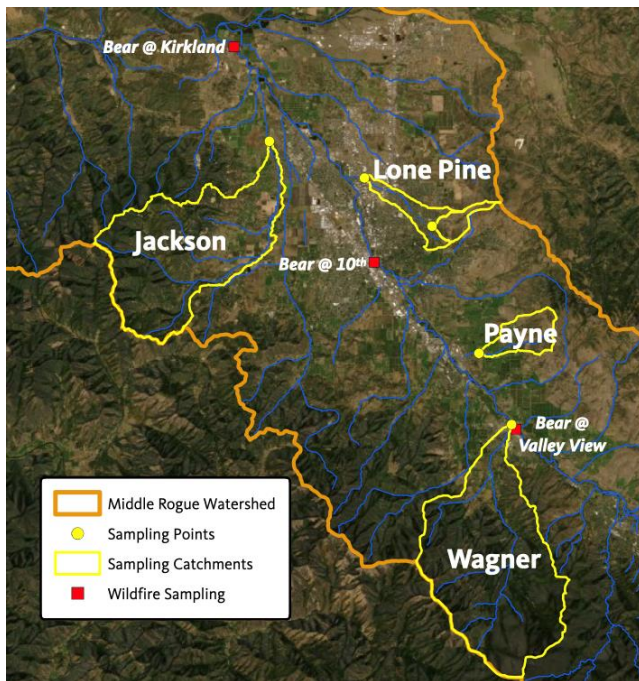 Bear @ Kirkland
Lone Pine
Jackson
Bear @ 10th
Payne
Bear @
Valley View
Wagner
Middle Rogue Watershed
Sampling Points
Sampling Catchments
Wildfire Sampling